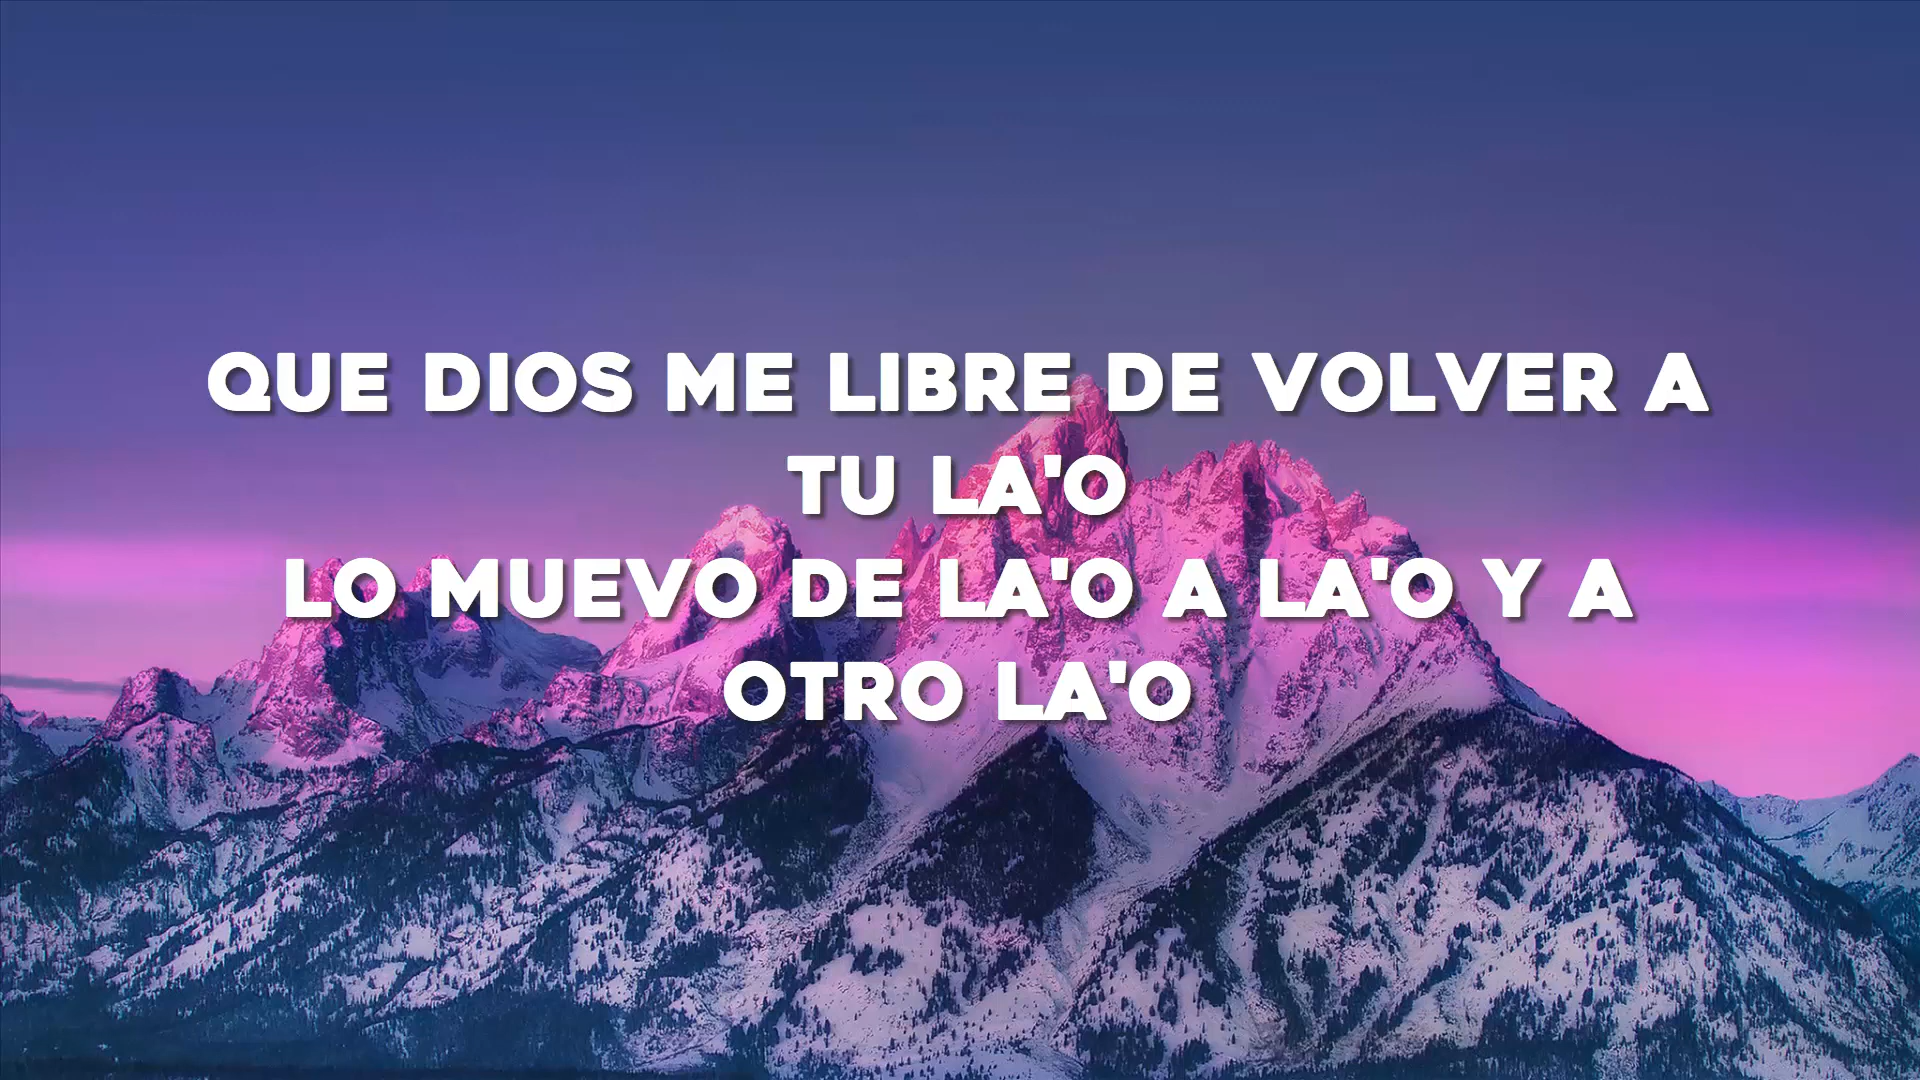 QUE DIOS ME LIBRE DE VOLVER A
TU LA'O
LO MUEVO DE LA'O A LA'O Y A
OTRO LA'O